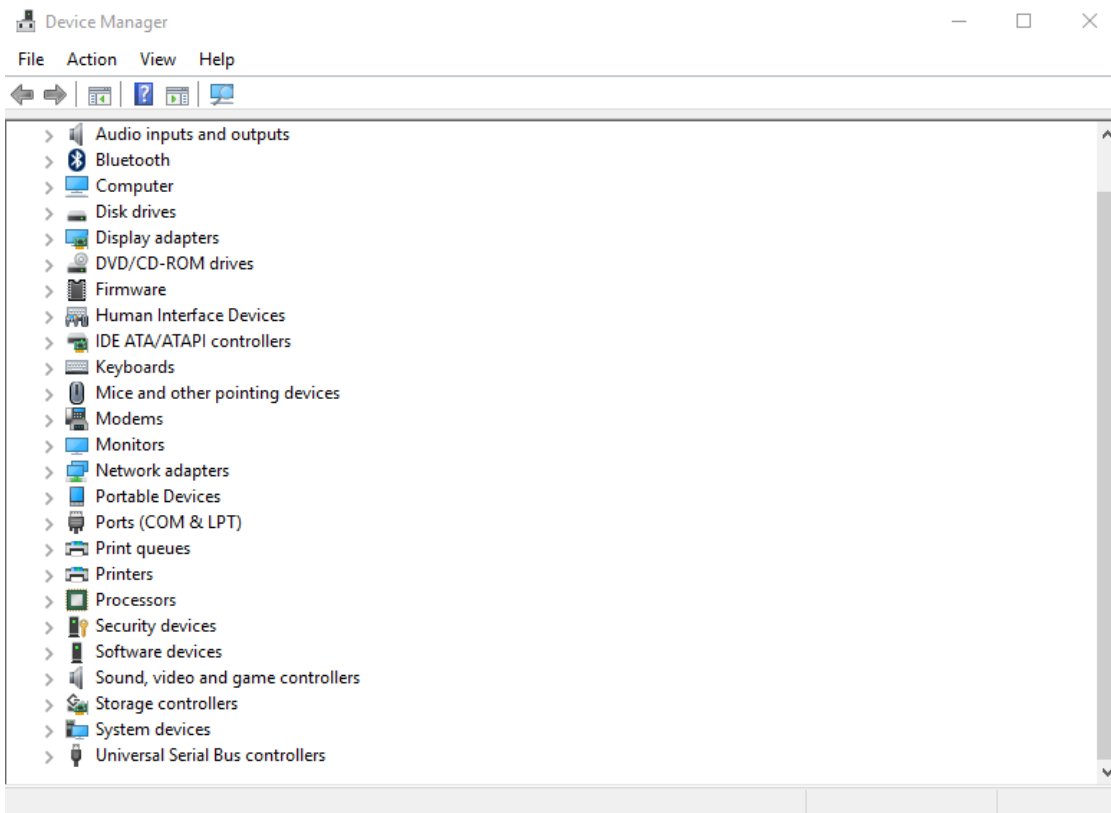 Device Manager
File Action View Help
Audio inputs and outputs
Bluetooth
Computer
Disk drives
Display adapters
DVD/CD-ROM drives
Firmware
Human Interface Devices
IDE ATA/ATAPI controllers
Keyboards
Mice and other pointing devices
Modems
Monitors
Network adapters
Portable Devices
Ports (COM & LPT)
Print queues
Printers
Processors
Security devices
Software devices
Sound, video and game controllers
Storage controllers
System devices
Universal Serial Bus controllers